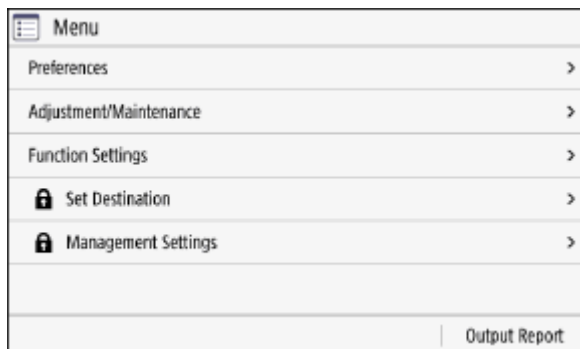 Menu
Preferences
Adjustment/Maintenance
Function Settings
Set Destination
Management Settings
Output Report